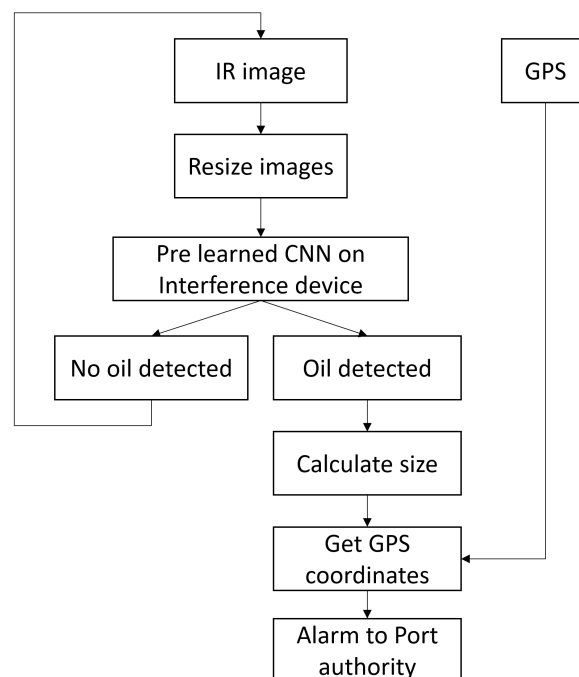 IR image
GPS
Resize images
Pre learned CNN on
Interference device
No oil detected
Oil detected
Calculate size
Get GPS
coordinates
Alarm to Port
authority